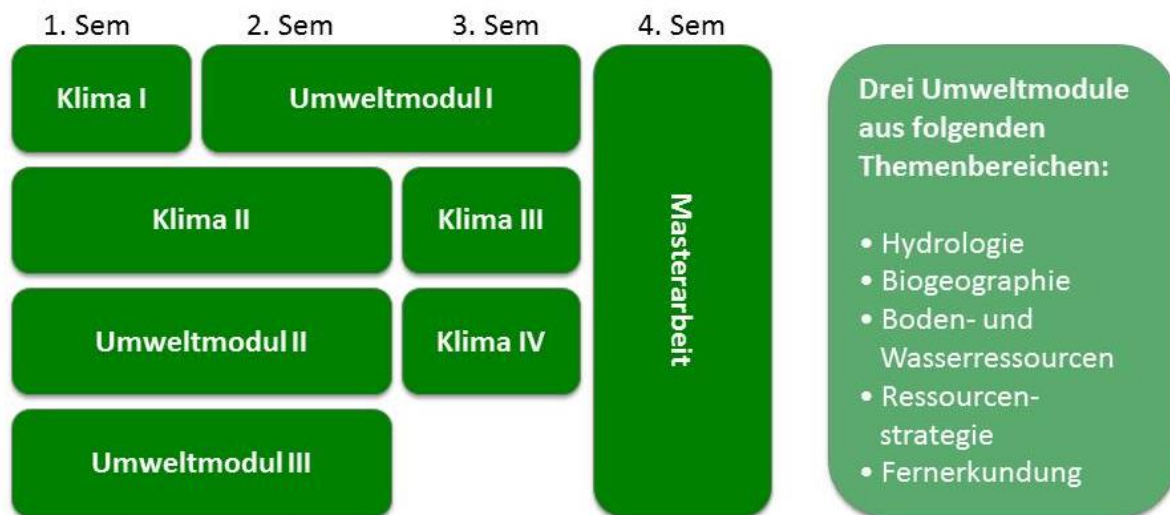 1. Sem 2. Sem 3. Sem 4. Sem
Klima I
Umweltmodul I
Klima II
Klima III
Umweltmodul II
Klima IV
Umweltmodul III
Masterarbeit
Drei Umweltmodule
aus folgenden
Themenbereichen:
• Hydrologie
• Biogeographie
• Boden- und
Wasserressourcen
• Ressourcen-
strategie
• Fernerkundung